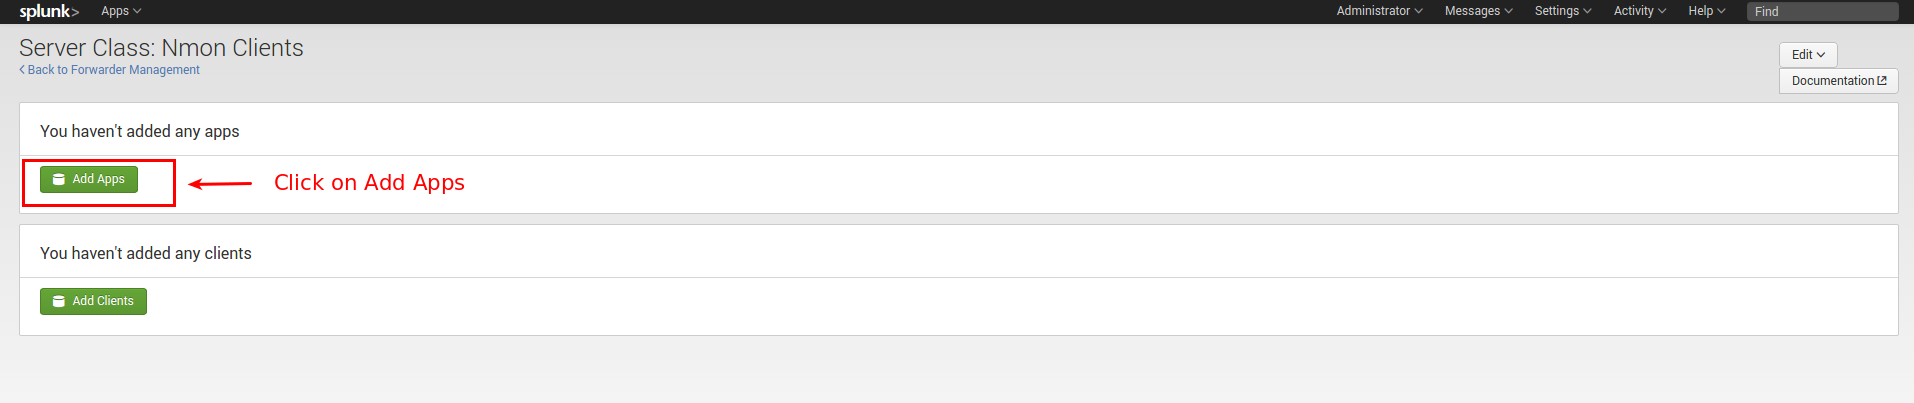 splunk> Apps Administrator Messages Settings Activity Help Find
Server Class: Nmon Clients
Back to Forwarder Management
Edit
Documentation
You haven't added any apps
Add Apps
Click on Add Apps
You haven't added any clients
Add Clients